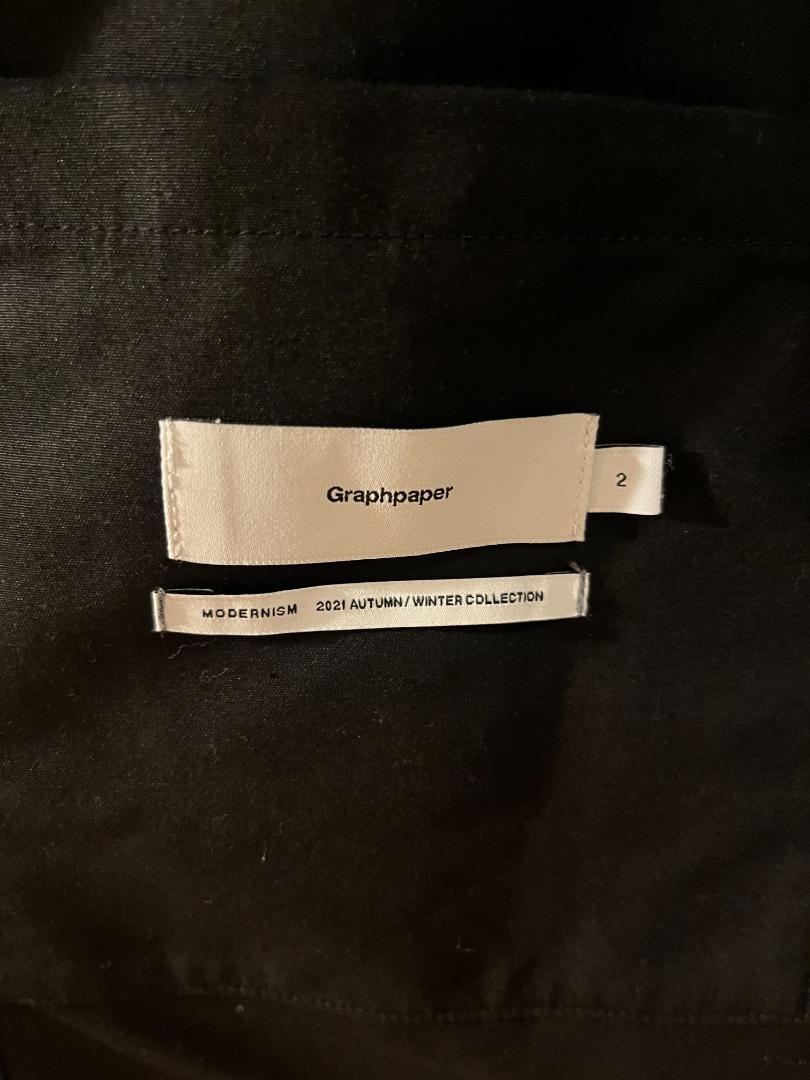 Graphpaper
2
MODERNISM 2021 AUTUMN/WINTER COLLECTION